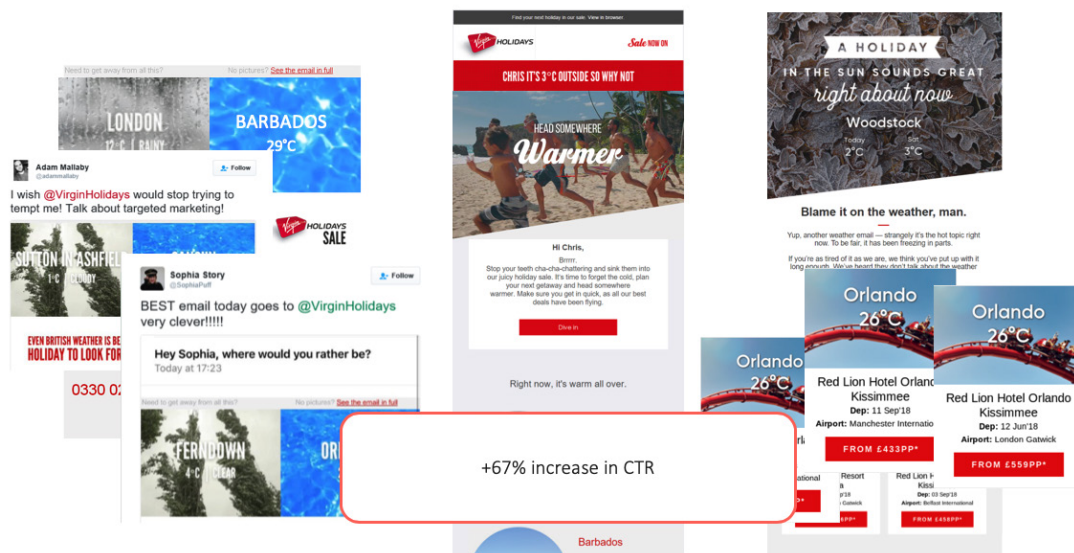 Need to get away from all this?
No pictures? See the email in full
LONDON
12°C | RAINY
BARBADOS
29°C
Adam Mallaby
@adammallaby
Follow
I wish @VirginHolidays would stop trying to
tempt me! Talk about targeted marketing!
SUTTON IN ASHFIEL
1°C / CLOUDY
Virgin HOLIDAYS
SALE
EVEN BRITISH WEATHER IS BE
HOLIDAY TO LOOK FOR
0330 02
Sophia Story
@SophiaPuff
Follow
BEST email today goes to @VirginHolidays
very clever!!!!!
Hey Sophia, where would you rather be?
Today at 17:23
Need to get away from all this?
No pictures? See the email in full
FERNDOWN
4°C / CLEAR
OR
Find your next holiday in our sale. View in browser
Virgin HOLIDAYS
Sale NOW ON
CHRIS IT'S 3°C OUTSIDE SO WHY NOT
HEAD SOMEWHERE
Warmer
Hi Chris,
Brrrrr.
Stop your teeth cha-cha-chattering and sink them into
our juicy holiday sale. It's time to forget the cold, plan
your next getaway and head somewhere
warmer. Make sure you get in quick, as all our best
deals have been flying.
Dive in
Right now, it's warm all over.
+67% increase in CTR
Barbados
A HOLIDAY
IN THE SUN SOUNDS GREAT
right about now
Woodstock
Today
2°C
Sun
3°C
Blame it on the weather, man.
Yup, another weather email — strangely it's the hot topic right
now. To be fair, it has been freezing in parts.
If you're as tired of it as we are, we think you've put up with it
long enough. We've heard they don't talk about the weather
Orlando
26°C
Orlando
26°C
Red Lion Hotel Orland
Kissimmee
Dep: 11 Sep'18
Airport: Manchester Internatio
FROM £433PP*
Orlando
26°C
Red Lion Hotel Orlando
Kissimmee
Dep: 12 Jun'18
Airport: London Gatwick
FROM £559PP*
Resort
Gatwick
Red Lion H
Kissi
Dep: 03 Sep'18
Airport: Belfast International
FROM £458PP*